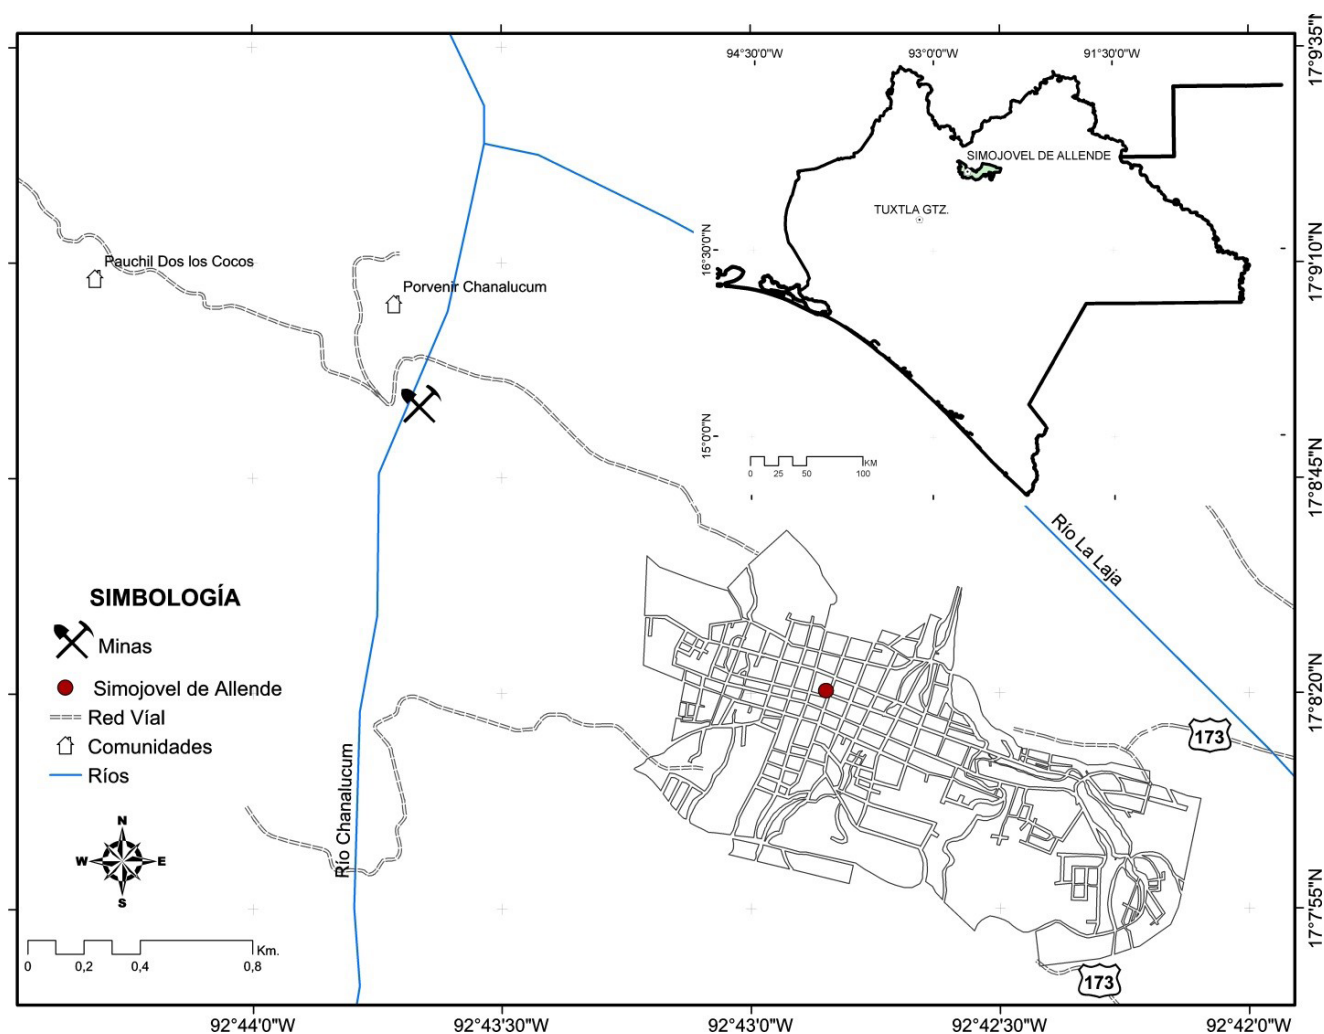 94°30'0"W
93°0'0"W
91°30'0"W
17°9'35"N
SIMOJOVEL DE ALLENDE
TUXTLA GTZ.
16°30'0"N
17°9'10"N
Pauchil Dos los Cocos
Porvenir Chanalucum
15°0'0"N
KM
0 25 50 100
17°8'45"N
Río La Laja
SIMBOLOGÍA
Minas
Simojovel de Allende
Red Víal
Comunidades
Ríos
17°8'20"N
173
Río Chanalucum
N
W E
S
17°7'55"N
Km.
0 0,2 0,4 0,8
173
92°44'0"W
92°43'30"W
92°43'0"W
92°42'30"W
92°42'0"W